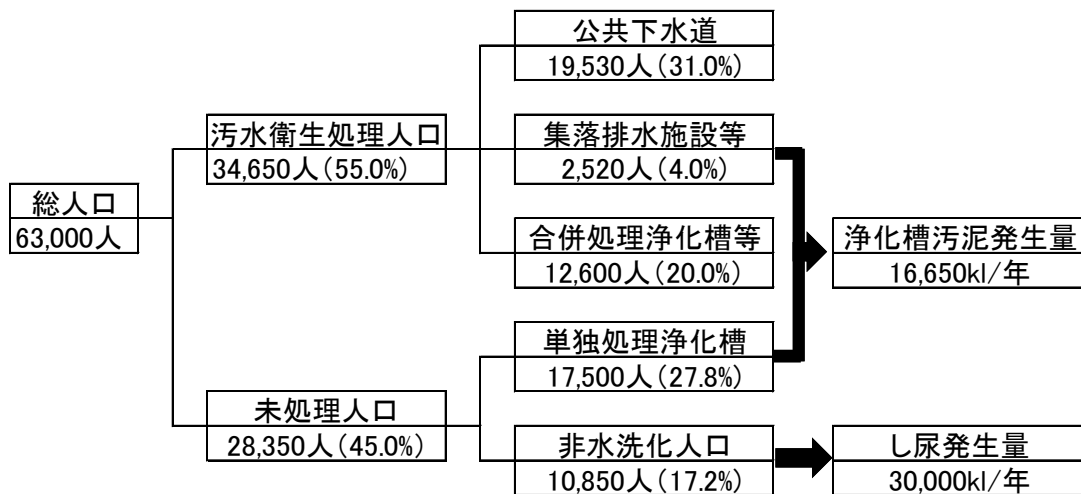 総人口
63,000人
汚水衛生処理人口
34,650人(55.0%)
公共下水道
19,530人(31.0%)
集落排水施設等
2,520人(4.0%)
合併処理浄化槽等
12,600人(20.0%)
浄化槽汚泥発生量
16,650kl/年
未処理人口
28,350人(45.0%)
単独処理浄化槽
17,500人(27.8%)
非水洗化人口
10,850人(17.2%)
し尿発生量
30,000kl/年